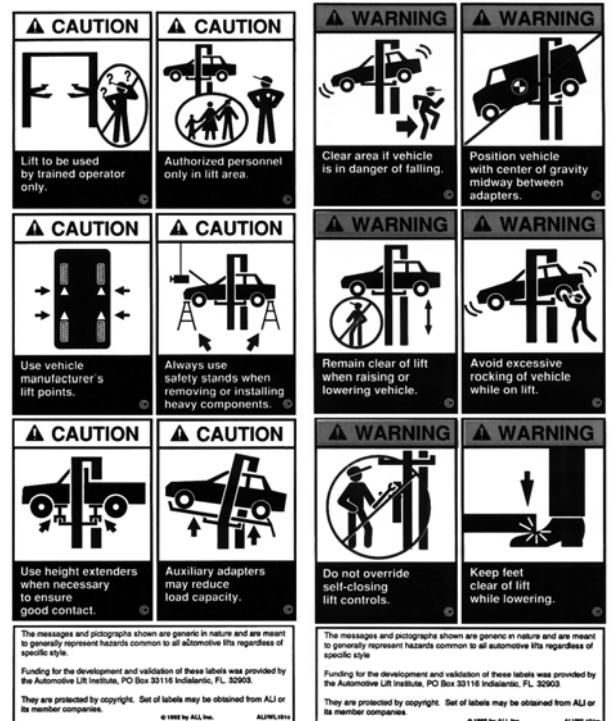 CAUTION
Lift to be used
by trained operator
only.
CAUTION
Authorized personnel
only in lift area.
©
CAUTION
Use vehicle
manufacturer's
lift points.
©
CAUTION
Always use
safety stands when
removing or installing
heavy components.
©
CAUTION
Use height extenders
when necessary
to ensure
good contact.
©
CAUTION
Auxiliary adapters
may reduce
load capacity.
©
The messages and pictographs shown are generic in nature and are meant
to generally represent hazards common to all automotive lifts regardless of
specific style.
Funding for the development and validation of these labels was provided by
the Automotive Lift Institute, PO Box 33116 Indialantic, FL. 32903.
They are protected by copyright. Set of labels may be obtained from ALI or
its member companies.
© 1992 by ALI, Inc.
WARNING
Clear area if vehicle
is in danger of falling.
©
WARNING
Position vehicle
with center of gravity
midway between
adapters.
©
WARNING
Remain clear of lift
when raising or
lowering vehicle.
©
WARNING
Avoid excessive
rocking of vehicle
while on lift.
©
WARNING
Do not override
self-closing
lift controls.
©
WARNING
Keep feet
clear of lift
while lowering.
©
The messages and pictographs shown are generic in nature and are meant
to generally represent hazards common to all automotive lifts regardless of
specific style
Funding for the development and validation of these labels was provided by
the Automotive Lift Institute, PO Box 33116 Indialantic, FL. 32903
They are protected by copyright. Set of labels may be obtained from ALI or
its member companies.